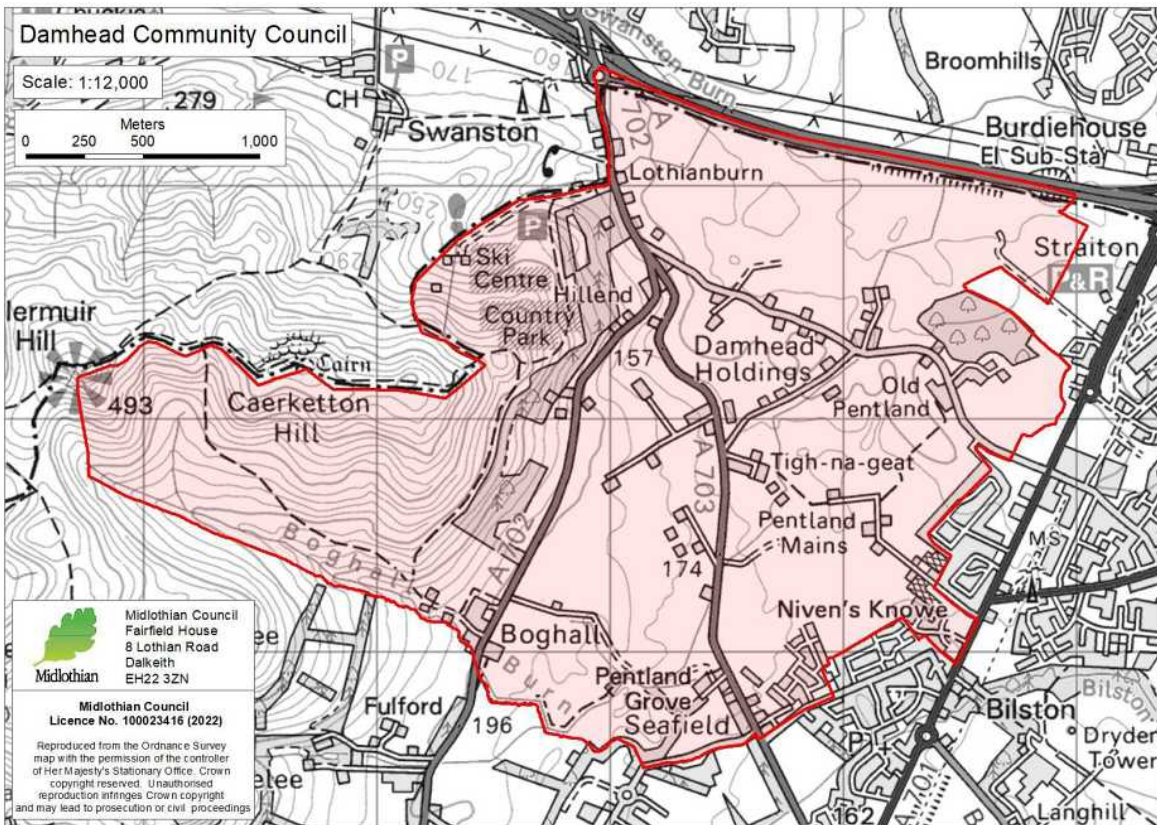 Damhead Community Council
Scale: 1:12,000
Meters
0 250 500 1,000
Midlothian
Midlothian Council
Fairfield House
8 Lothian Road
Dalkeith
EH22 3ZN
Midlothian Council
Licence No. 100023416 (2022)
Reproduced from the Ordnance Survey
map with the permission of the controller
of Her Majesty's Stationary Office. Crown
copyright reserved. Unauthorised
reproduction infringes Crown copyright
and may lead to prosecution or civil proceedings
Swanston Burn
170
160
Broomhills
.279
CH
P
Swanston
A 702
Burdiehouse
El Sub Sta
Lothianburn
250
290
P
Ski
Centre
Straiton
P&R
Hillend
Country
Park
lermuir
Hill
Cairn
157
Damhead
Holdings
493
Caerketton
Hill
Old
Pentland
A 703
Tigh-na-geat
Pentland
Mains
MS
A 702
Boghall
174
Niven's Knowe
Boghall
Burn
Pentland
Grove
Seafield
Fulford
196
Bilston
Bilston
P
Dryden
Tower
A 701
162
Langhill